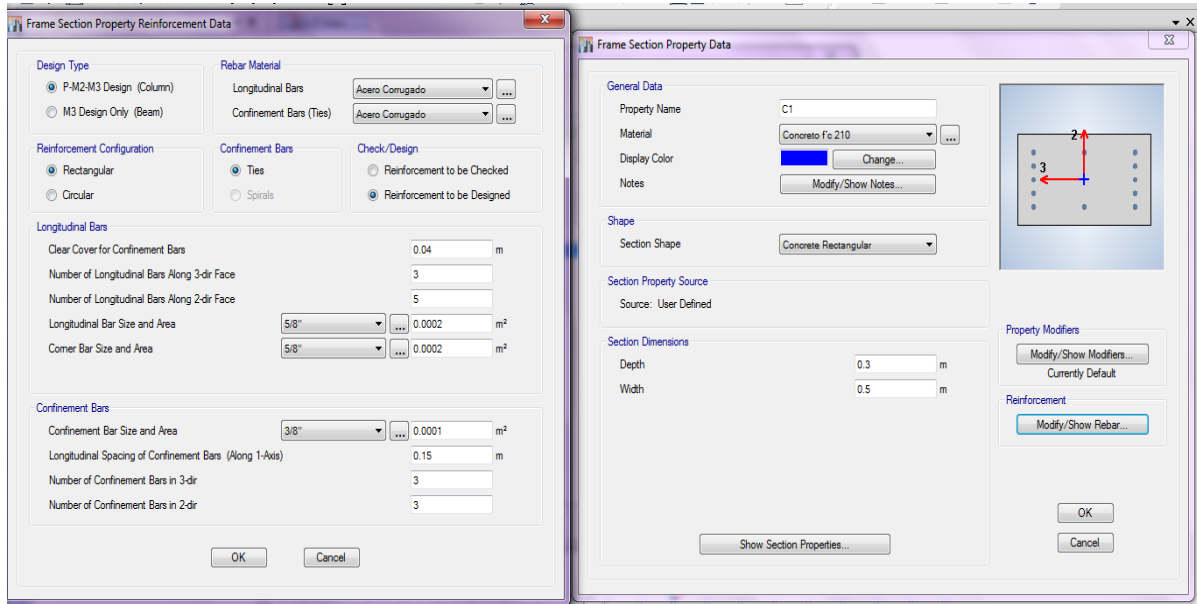 Frame Section Property Reinforcement Data
Design Type
P-M2-M3 Design (Column)
M3 Design Only (Beam)
Rebar Material
Longitudinal Bars
Acero Corrugado
...
Confinement Bars (Ties)
Acero Corrugado
...
Reinforcement Configuration
Rectangular
Circular
Confinement Bars
Ties
Spirals
Check/Design
Reinforcement to be Checked
Reinforcement to be Designed
Longitudinal Bars
Clear Cover for Confinement Bars 0.04 m
Number of Longitudinal Bars Along 3-dir Face 3
Number of Longitudinal Bars Along 2-dir Face 5
Longitudinal Bar Size and Area 5/8" ... 0.0002 m²
Corner Bar Size and Area 5/8" ... 0.0002 m²
Confinement Bars
Confinement Bar Size and Area 3/8" ... 0.0001 m²
Longitudinal Spacing of Confinement Bars (Along 1-Axis) 0.15 m
Number of Confinement Bars in 3-dir 3
Number of Confinement Bars in 2-dir 3
OK Cancel
Frame Section Property Data
General Data
Property Name C1
Material Concreto f'c 210 ...
Display Color Change...
Notes Modify/Show Notes...
2
3
Shape
Section Shape Concrete Rectangular
Section Property Source
Source: User Defined
Section Dimensions
Depth 0.3 m
Width 0.5 m
Show Section Properties...
Property Modifiers
Modify/Show Modifiers...
Currently Default
Reinforcement
Modify/Show Rebar...
OK
Cancel